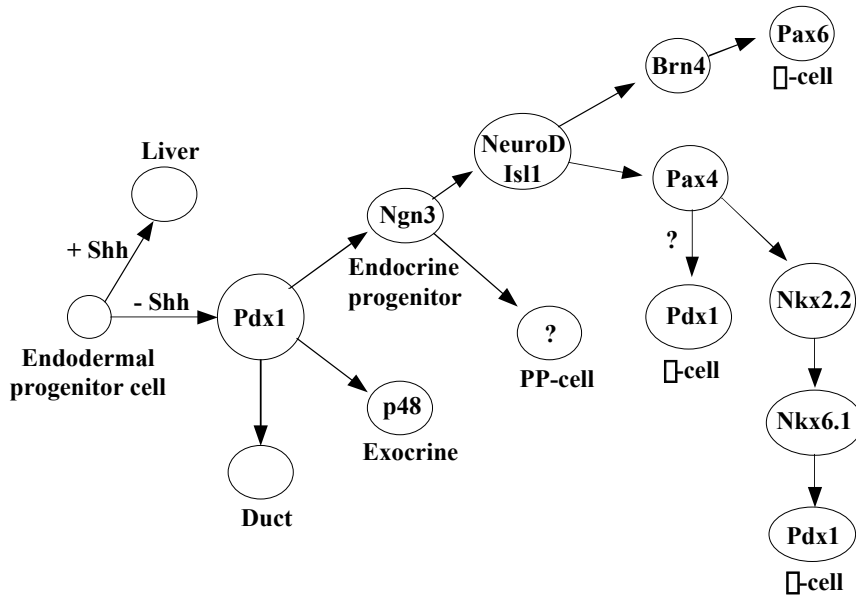 Pax6
▯-cell
Brn4
NeuroD
Isl1
Liver
Pax4
Ngn3
+ Shh
?
Endocrine
progenitor
- Shh
Nkx2.2
Pdx1
Pdx1
?
Endodermal
progenitor cell
▯-cell
PP-cell
p48
Nkx6.1
Exocrine
Duct
Pdx1
▯-cell